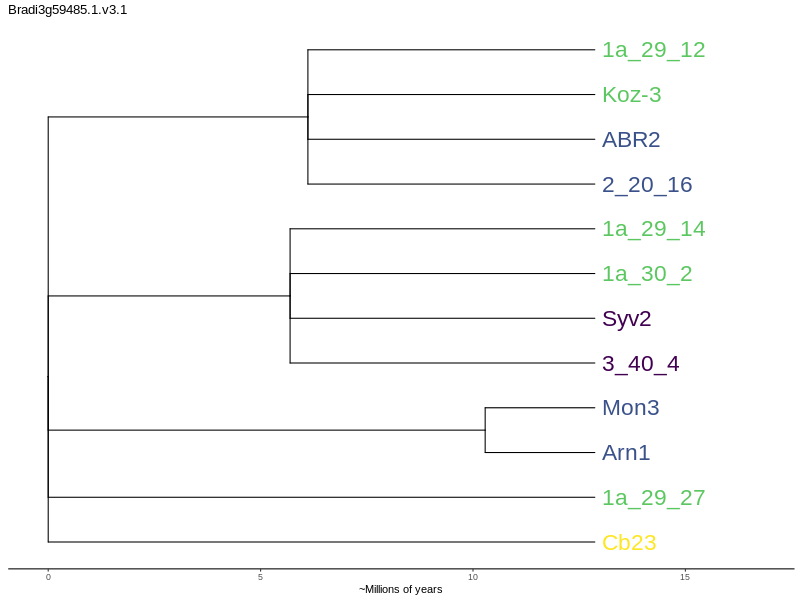 Bradi3g59485.1.v3.1
1a_29_12
Koz-3
ABR2
2_20_16
1a_29_14
1a_30_2
Syv2
3_40_4
Mon3
Arn1
1a_29_27
Cb23
0 5 10 15
~Millions of years